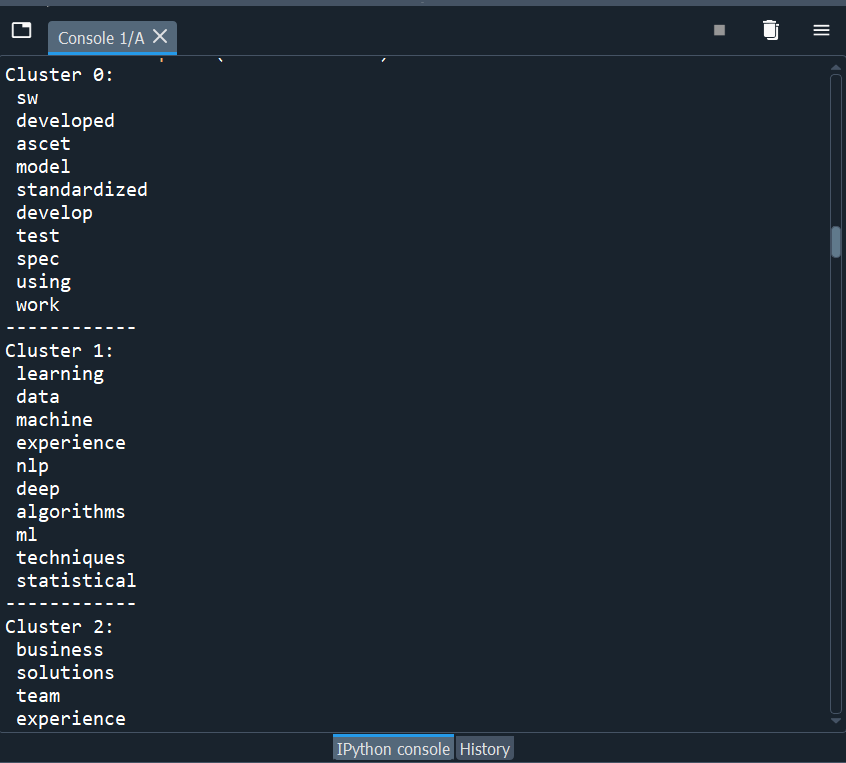 Console 1/A
Cluster 0:
sw
developed
ascet
model
standardized
develop
test
spec
using
work
------------
Cluster 1:
learning
data
machine
experience
nlp
deep
algorithms
ml
techniques
statistical
------------
Cluster 2:
business
solutions
team
experience
IPython console History